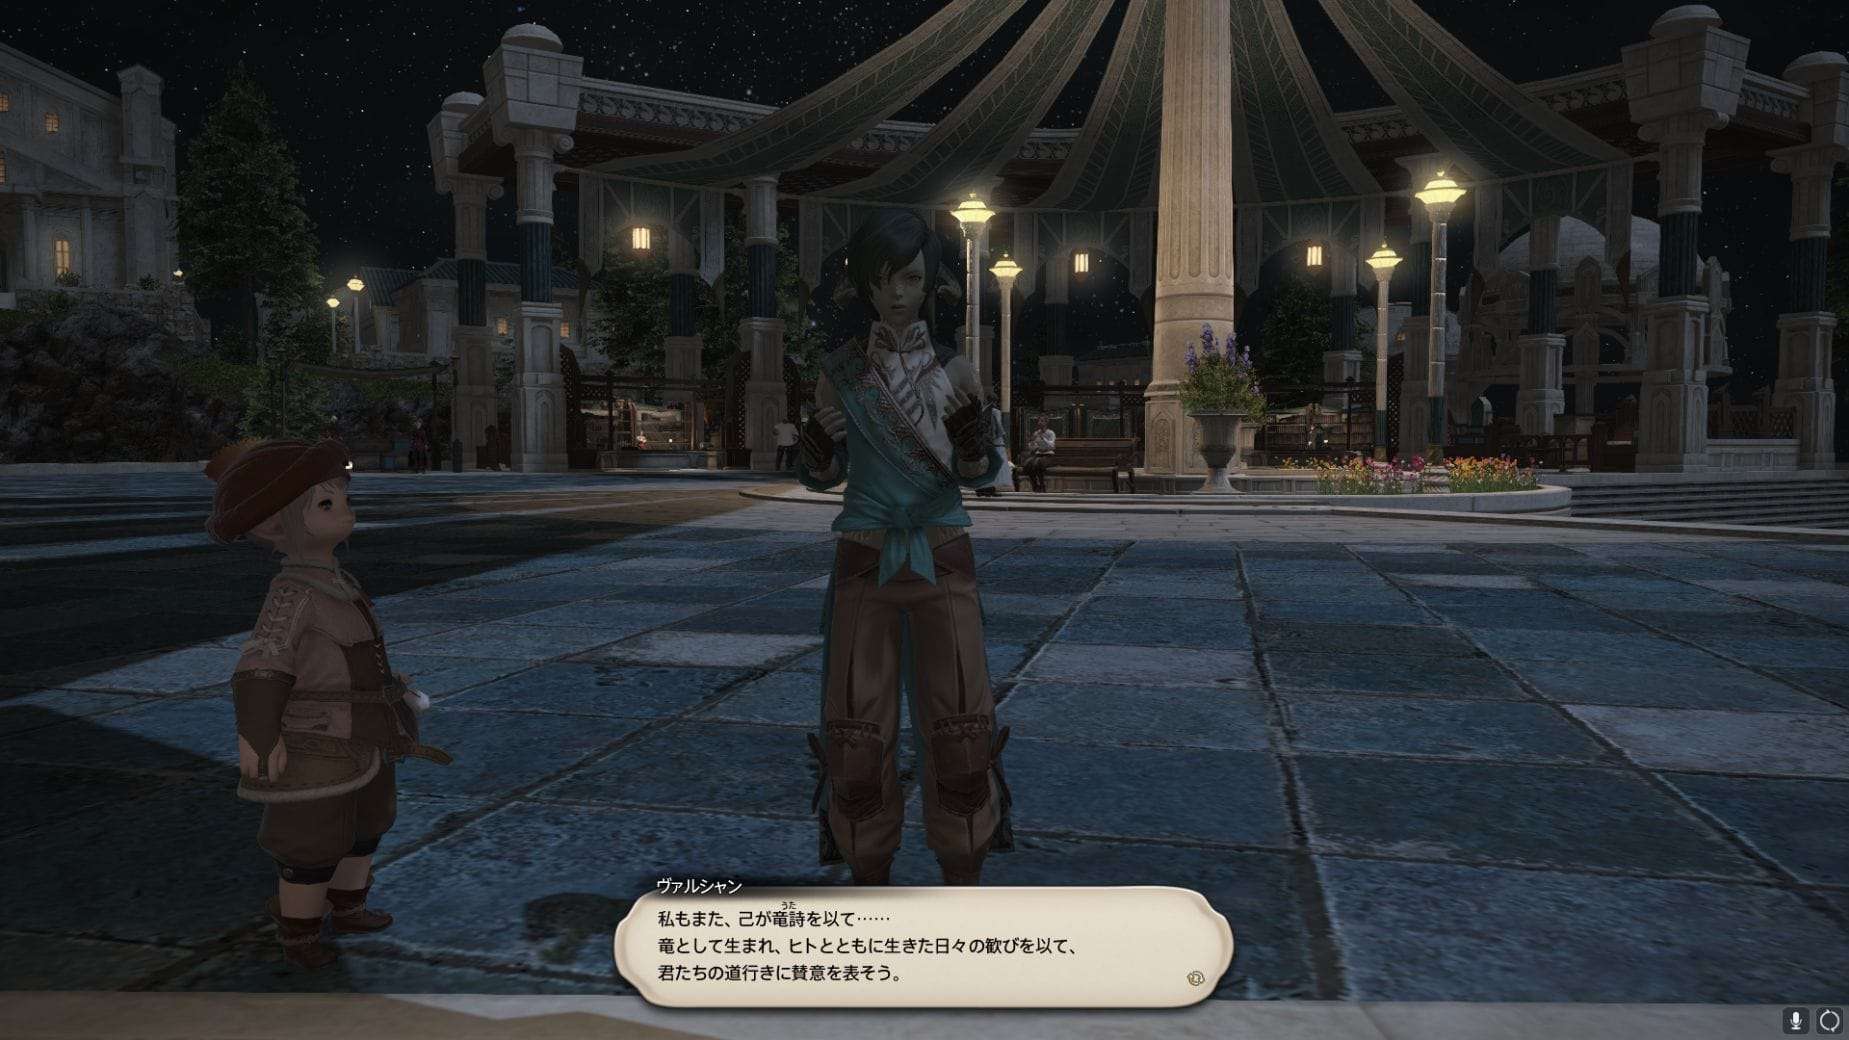 ヴァルシャン
うた
私もまた、己が竜詩を以て……
竜として生まれ、ヒトとともに生きた日々の歓びを以て、
君たちの道行きに賛意を表そう。